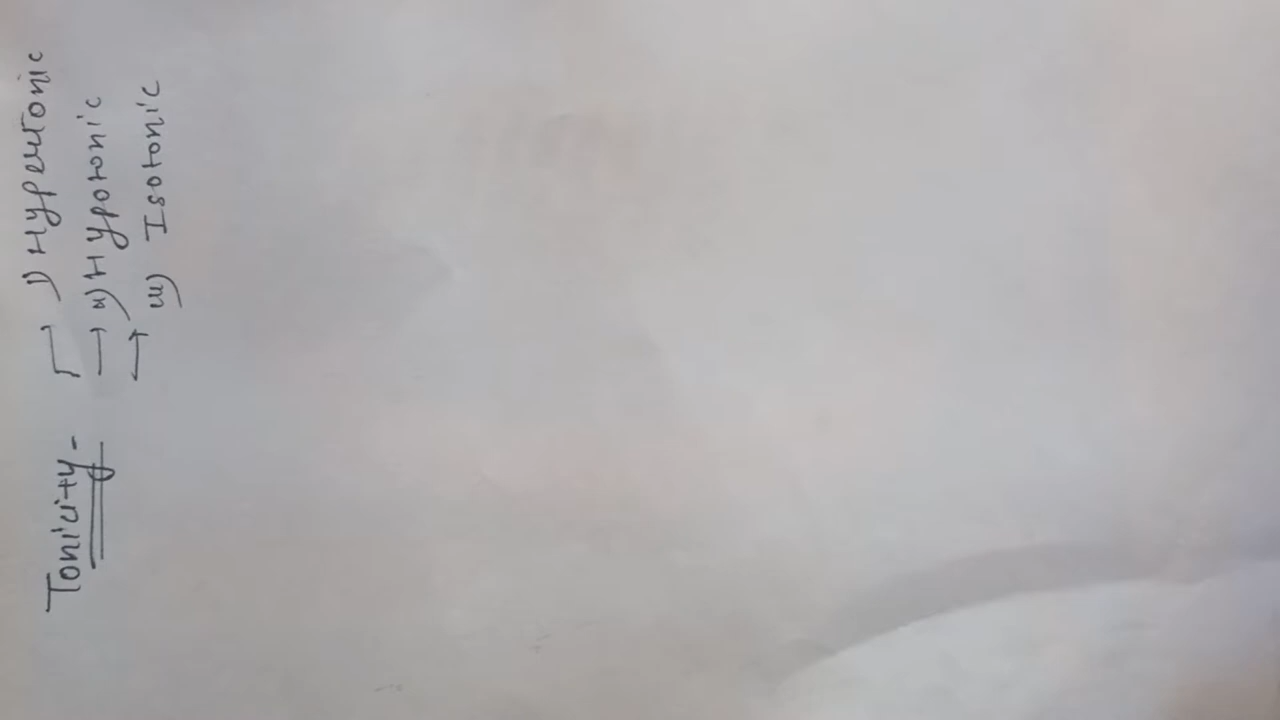 Tonicity - → i) Hypertonic
→ ii) Hypotonic
→ iii) Isotonic